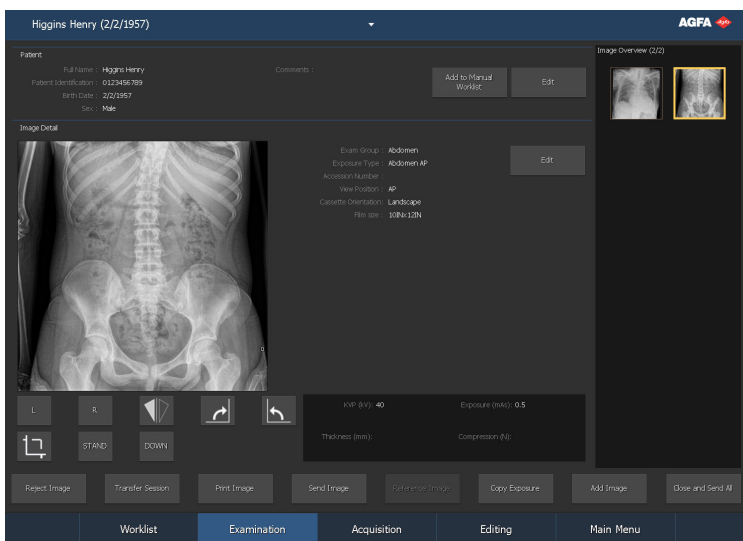 Higgins Henry (2/2/1957)
AGFA
Patient
Full Name : Higgins Henry
Comments :
Patient Identification : 0123456789
Birth Date : 2/2/1957
Sex : Male
Add to Manual
Worklist
Edit
Image Overview (2/2)
Image Detail
Exam Group : Abdomen
Exposure Type : Abdomen AP
Accession Number :
View Position : AP
Cassette Orientation: Landscape
Film size : 10INx12IN
Edit
L
R
STAND
DOWN
KVP (kV): 40
Exposure (mAs): 0.5
Thickness (mm):
Compression (N):
Reject Image
Transfer Session
Print Image
Send Image
Reference Image
Copy Exposure
Add Image
Close and Send All
Worklist
Examination
Acquisition
Editing
Main Menu